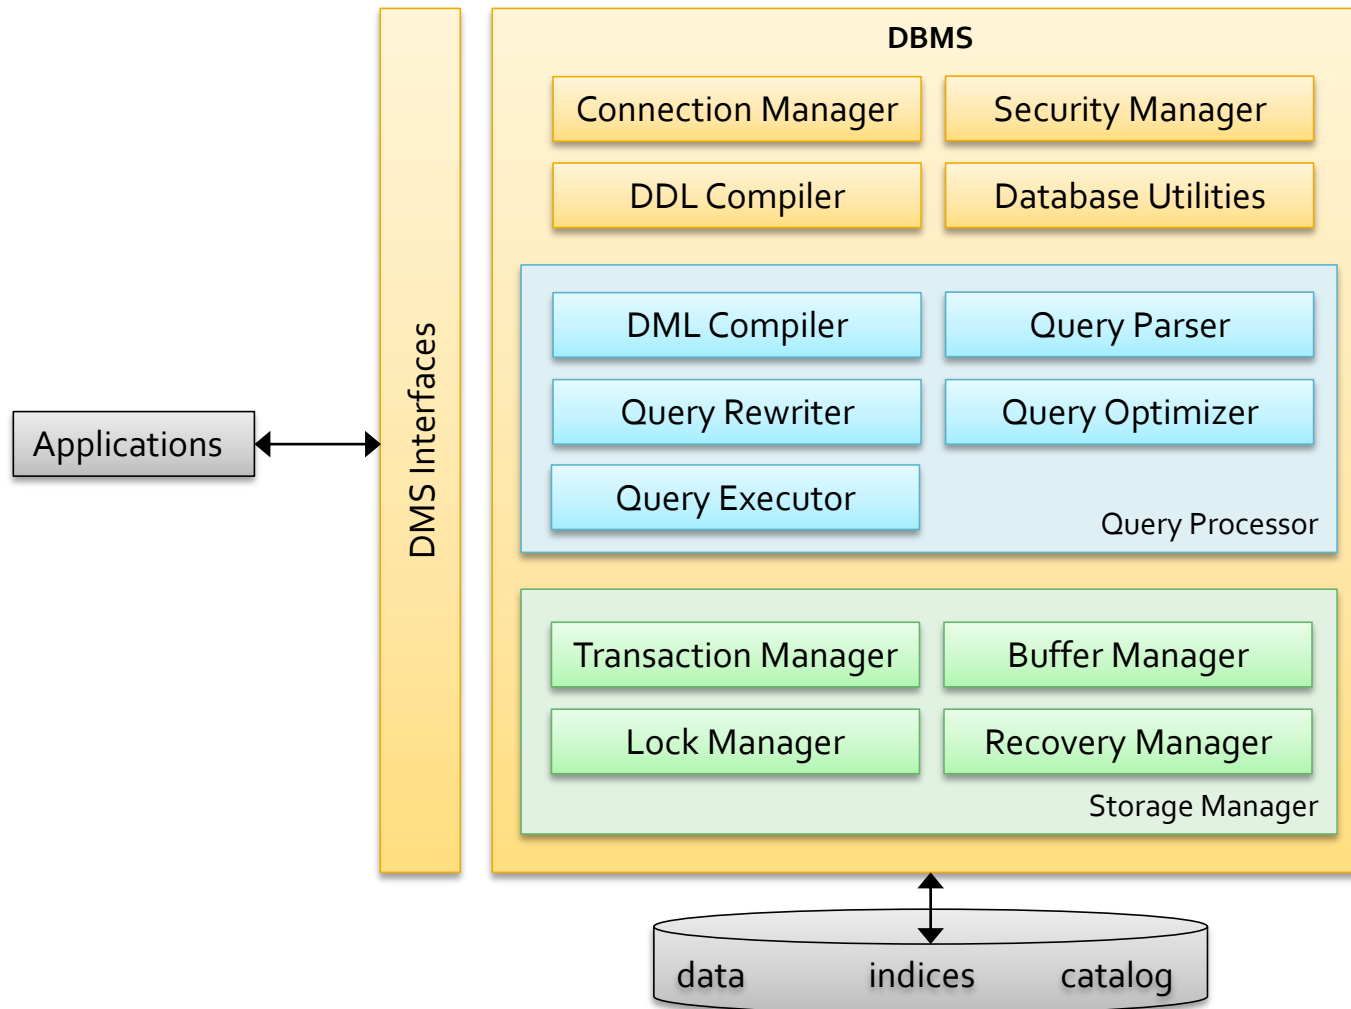 DBMS
Connection Manager
Security Manager
DDL Compiler
Database Utilities
DML Compiler
Query Parser
Query Rewriter
Query Optimizer
Query Executor
Query Processor
Transaction Manager
Buffer Manager
Lock Manager
Recovery Manager
Storage Manager
DMS Interfaces
Applications
data
indices
catalog